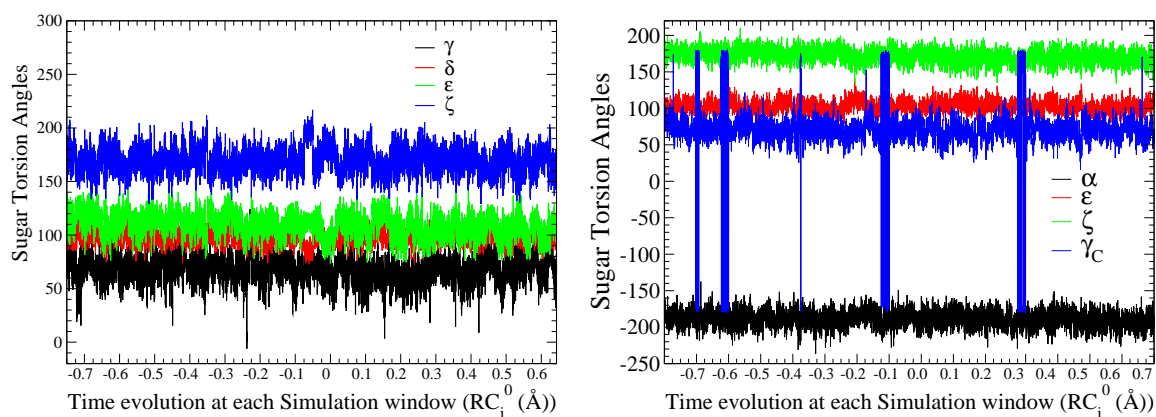 300
250
200
150
100
50
0
Sugar Torsion Angles
γ
δ
ε
ζ
-0.7 -0.6 -0.5 -0.4 -0.3 -0.2 -0.1 0 0.1 0.2 0.3 0.4 0.5 0.6
Time evolution at each Simulation window (RC_i^0 (Å))
200
150
100
50
0
-50
-100
-150
-200
-250
Sugar Torsion Angles
α
ε
ζ
γ_C
-0.7 -0.6 -0.5 -0.4 -0.3 -0.2 -0.1 0.0 0.1 0.2 0.3 0.4 0.5 0.6 0.7
Time evolution at each Simulation window (RC_i^0 (Å))